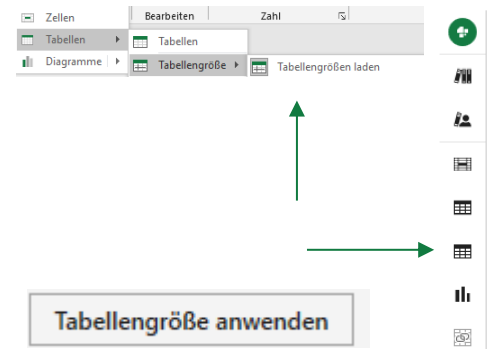 Zellen
Bearbeiten Zahl
Tabellen Tabellen
Diagramme Tabellengröße Tabellengrößen laden
Tabellengröße anwenden